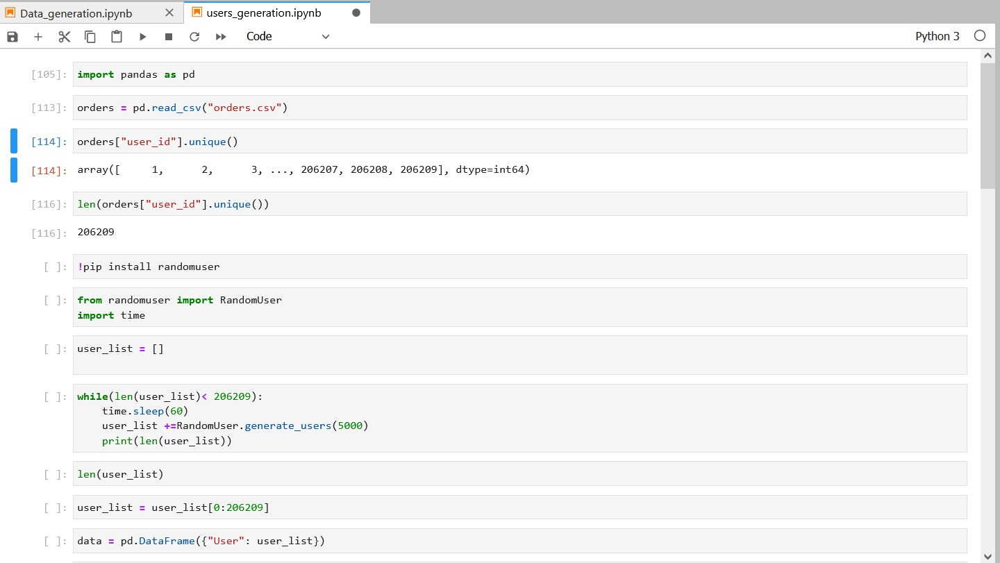 Data_generation.ipynb
users_generation.ipynb
Code
Python 3
[105]: import pandas as pd
[113]: orders = pd.read_csv("orders.csv")
[114]: orders["user_id"].unique()
[114]: array([     1,      2,      3, ..., 206207, 206208, 206209], dtype=int64)
[116]: len(orders["user_id"].unique())
[116]: 206209
[ ]: !pip install randomuser
[ ]: from randomuser import RandomUser
import time
[ ]: user_list = []
[ ]: while(len(user_list)< 206209):
    time.sleep(60)
    user_list +=RandomUser.generate_users(5000)
    print(len(user_list))
[ ]: len(user_list)
[ ]: user_list = user_list[0:206209]
[ ]: data = pd.DataFrame({"User": user_list})